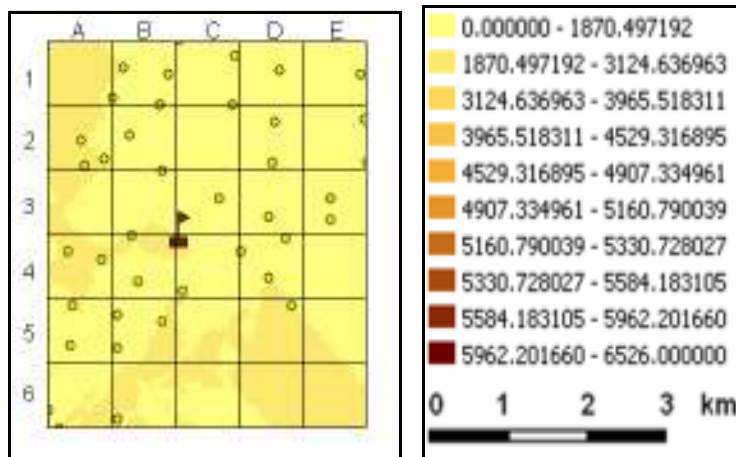 A B C D E
1
2
3
4
5
6
0.000000 - 1870.497192
1870.497192 - 3124.636963
3124.636963 - 3965.518311
3965.518311 - 4529.316895
4529.316895 - 4907.334961
4907.334961 - 5160.790039
5160.790039 - 5330.728027
5330.728027 - 5584.183105
5584.183105 - 5962.201660
5962.201660 - 6526.000000
0 1 2 3 km